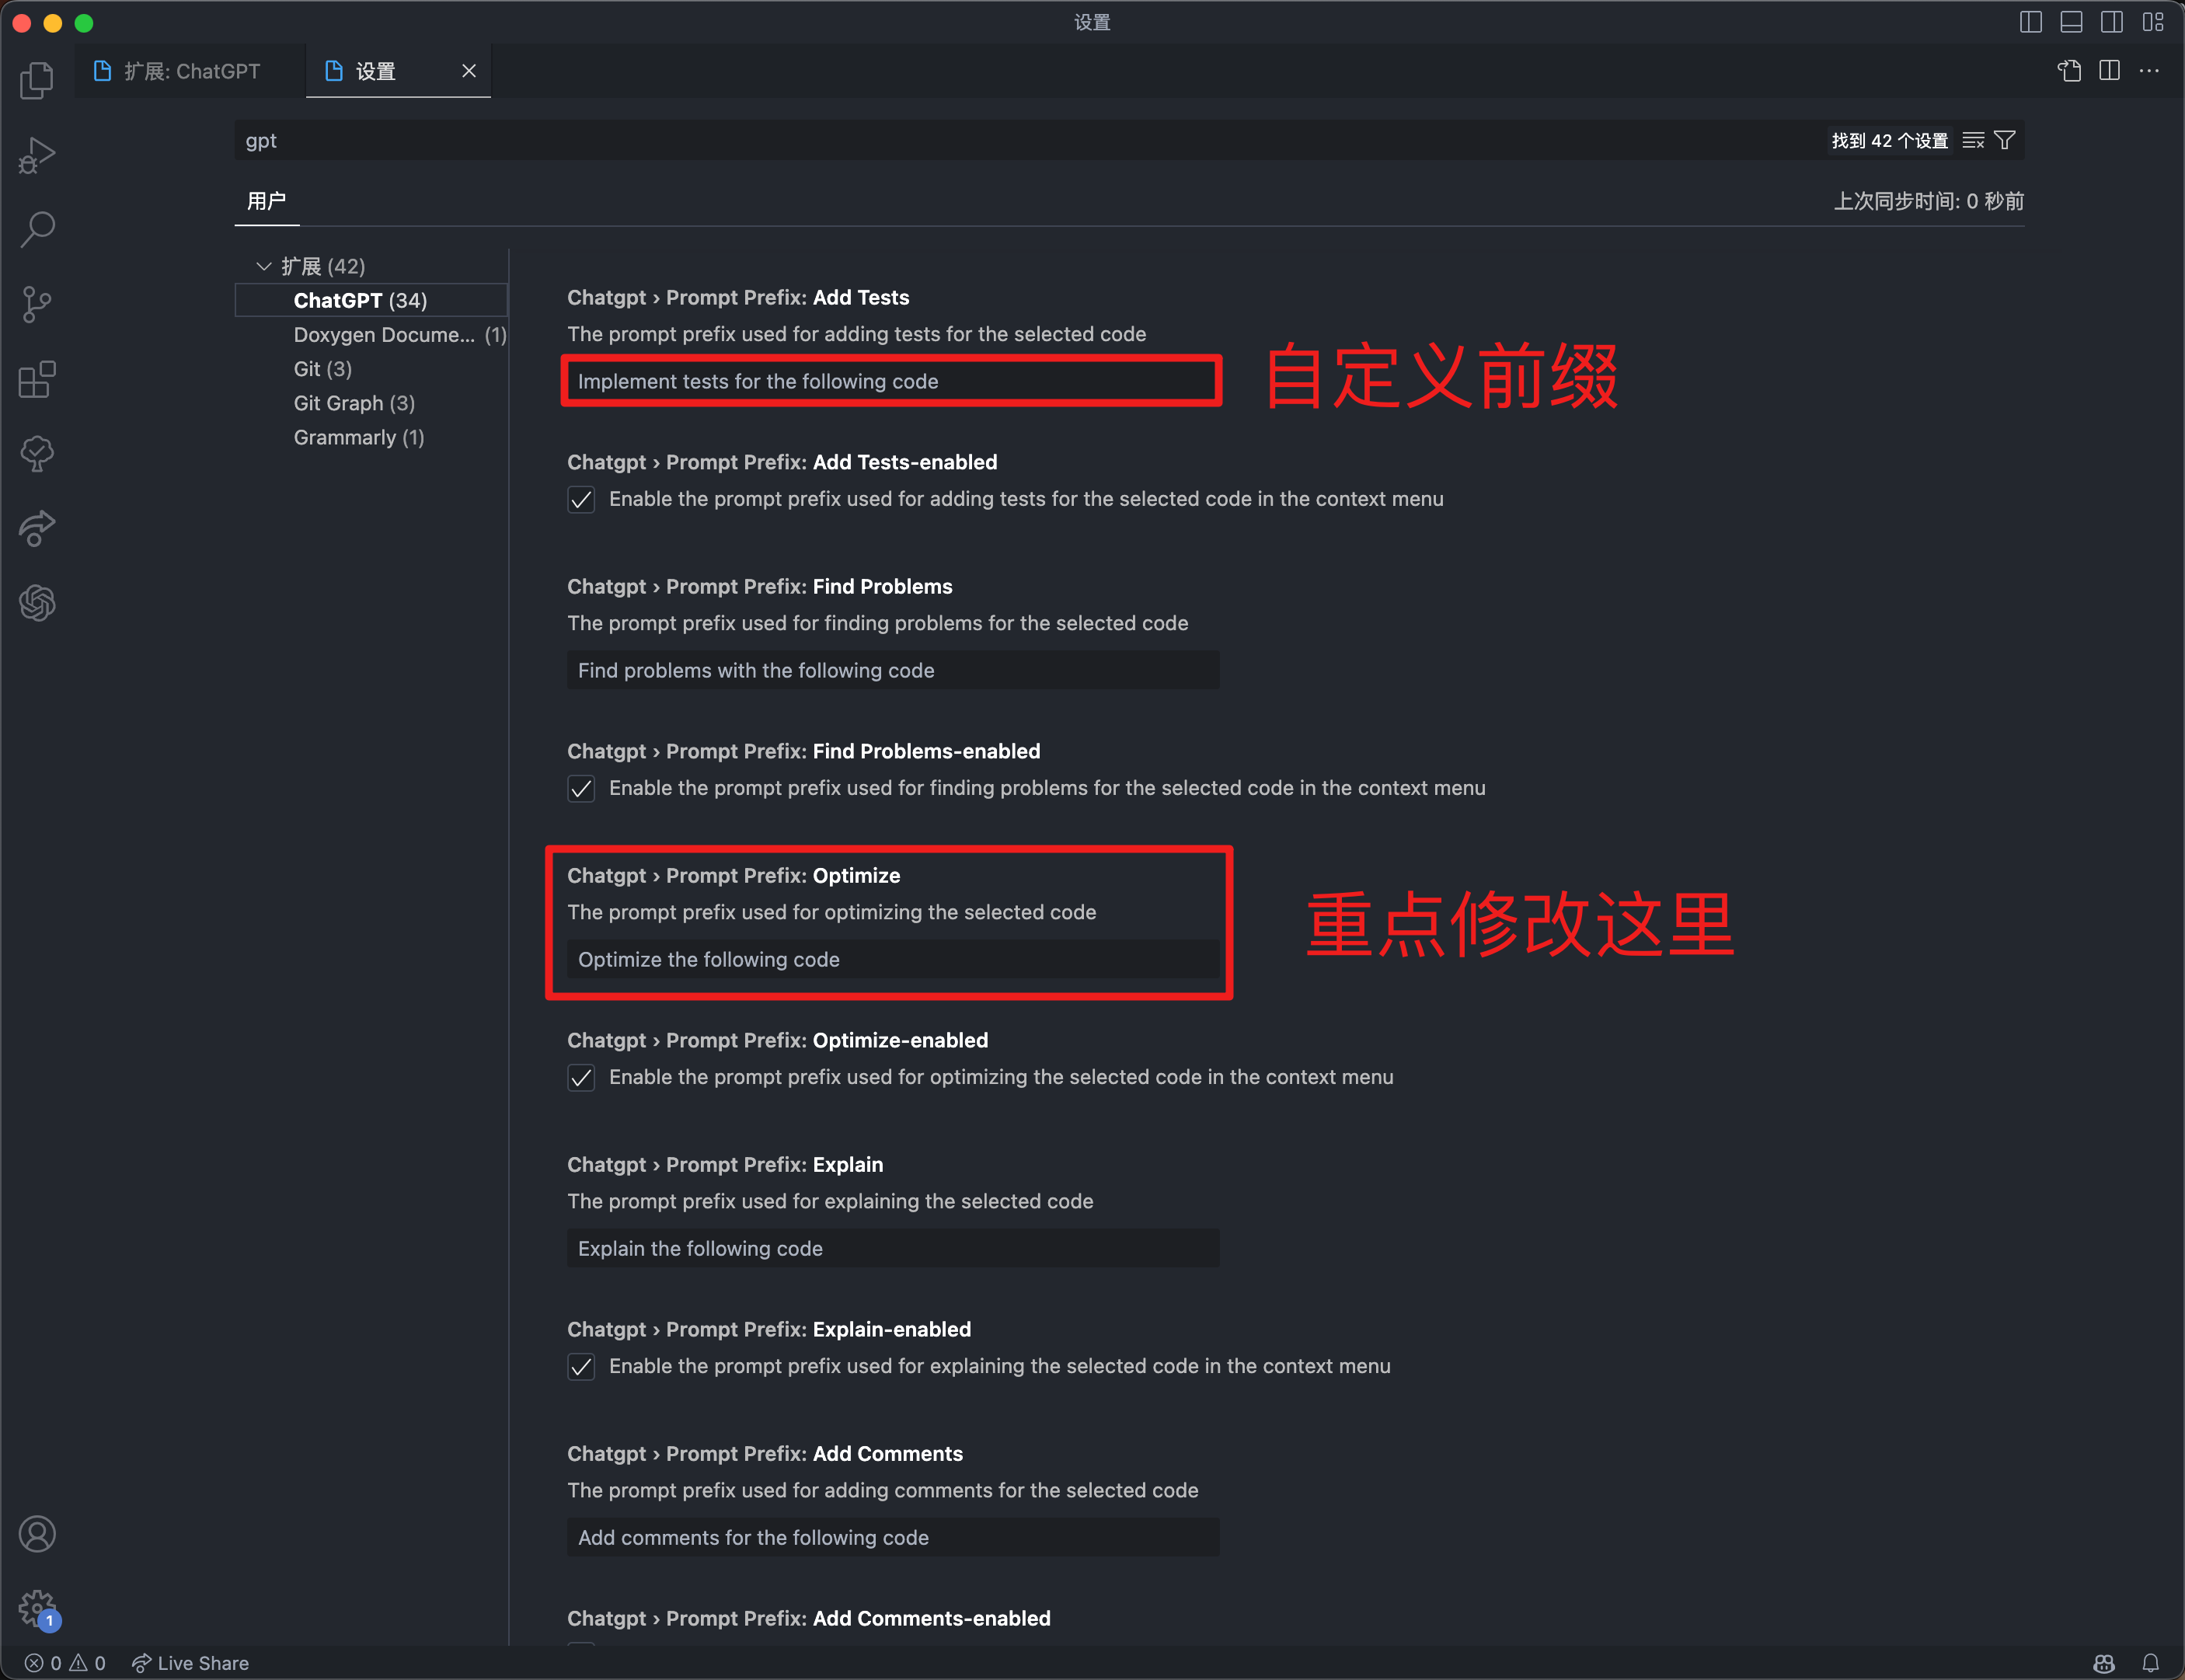 设置
扩展: ChatGPT
设置
gpt
找到 42 个设置
用户
上次同步时间: 0 秒前
扩展 (42)
ChatGPT (34)
Doxygen Docume... (1)
Git (3)
Git Graph (3)
Grammarly (1)
Chatgpt › Prompt Prefix: Add Tests
The prompt prefix used for adding tests for the selected code
Implement tests for the following code
自定义前缀
Chatgpt › Prompt Prefix: Add Tests-enabled
Enable the prompt prefix used for adding tests for the selected code in the context menu
Chatgpt › Prompt Prefix: Find Problems
The prompt prefix used for finding problems for the selected code
Find problems with the following code
Chatgpt › Prompt Prefix: Find Problems-enabled
Enable the prompt prefix used for finding problems for the selected code in the context menu
Chatgpt › Prompt Prefix: Optimize
The prompt prefix used for optimizing the selected code
Optimize the following code
重点修改这里
Chatgpt › Prompt Prefix: Optimize-enabled
Enable the prompt prefix used for optimizing the selected code in the context menu
Chatgpt › Prompt Prefix: Explain
The prompt prefix used for explaining the selected code
Explain the following code
Chatgpt › Prompt Prefix: Explain-enabled
Enable the prompt prefix used for explaining the selected code in the context menu
Chatgpt › Prompt Prefix: Add Comments
The prompt prefix used for adding comments for the selected code
Add comments for the following code
Chatgpt › Prompt Prefix: Add Comments-enabled
1
0 0 Live Share